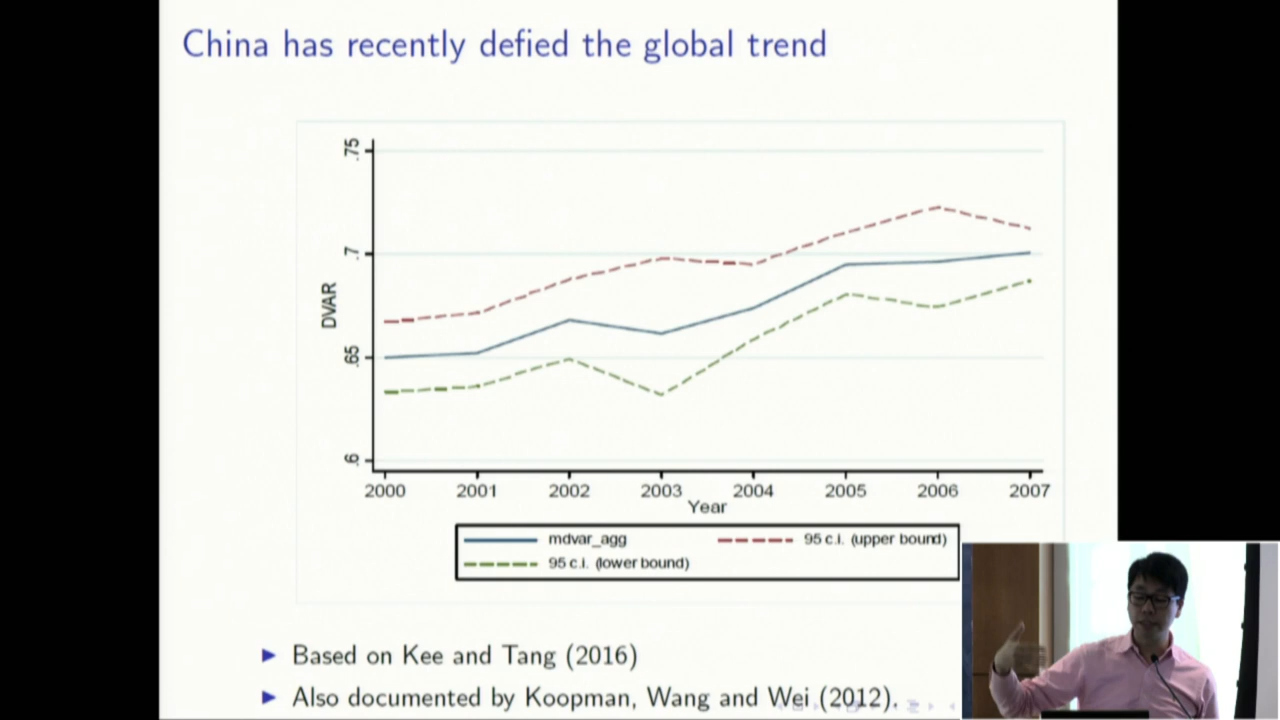 China has recently defied the global trend
.75
.7
.65
.6
DVAR
2000 2001 2002 2003 2004 2005 2006 2007
Year
mdvar_agg 95 c.i. (upper bound)
95 c.i. (lower bound)
Based on Kee and Tang (2016)
Also documented by Koopman, Wang and Wei (2012).